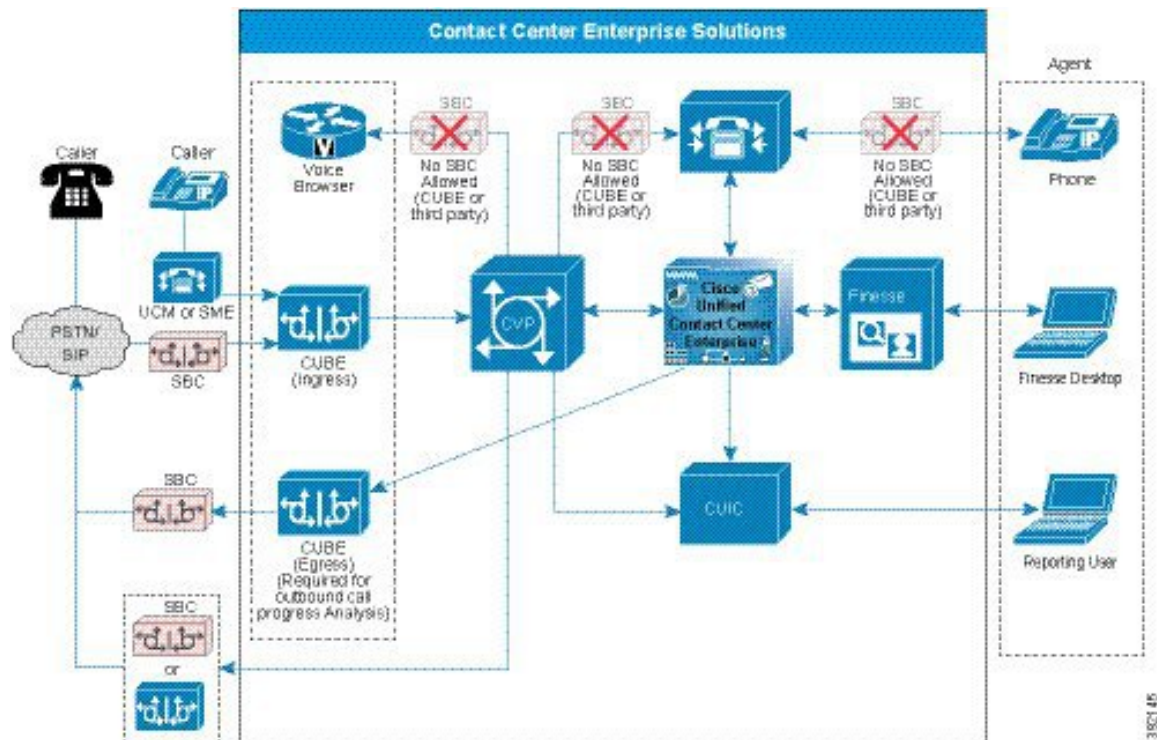 Contact Center Enterprise Solutions
Agent
SBC
SBC
SBC
Caller
Caller
IP
V
Voice
Browser
No SBC
Allowed
(CUBE or
third party)
No SBC
Allowed
(CUBE or
third party)
No SBC
Allowed
(CUBE or
third party)
IP
Phone
UCM or SME
PSTN/
SIP
SBC
CUBE
(Ingress)
CVP
Cisco
Unified
Contact Center
Enterprise
Finesse
Finesse Desktop
SBC
CUBE
(Egress)
(Required for
outbound call
progress Analysis)
CUIC
Reporting User
SBC
or
392145